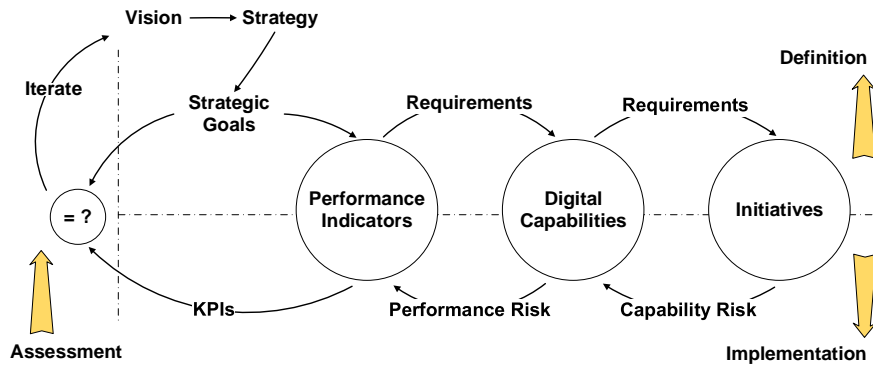 Vision
Strategy
Definition
Iterate
Strategic
Goals
Requirements
Requirements
Performance
Indicators
Digital
Capabilities
Initiatives
= ?
KPIs
Performance Risk
Capability Risk
Assessment
Implementation